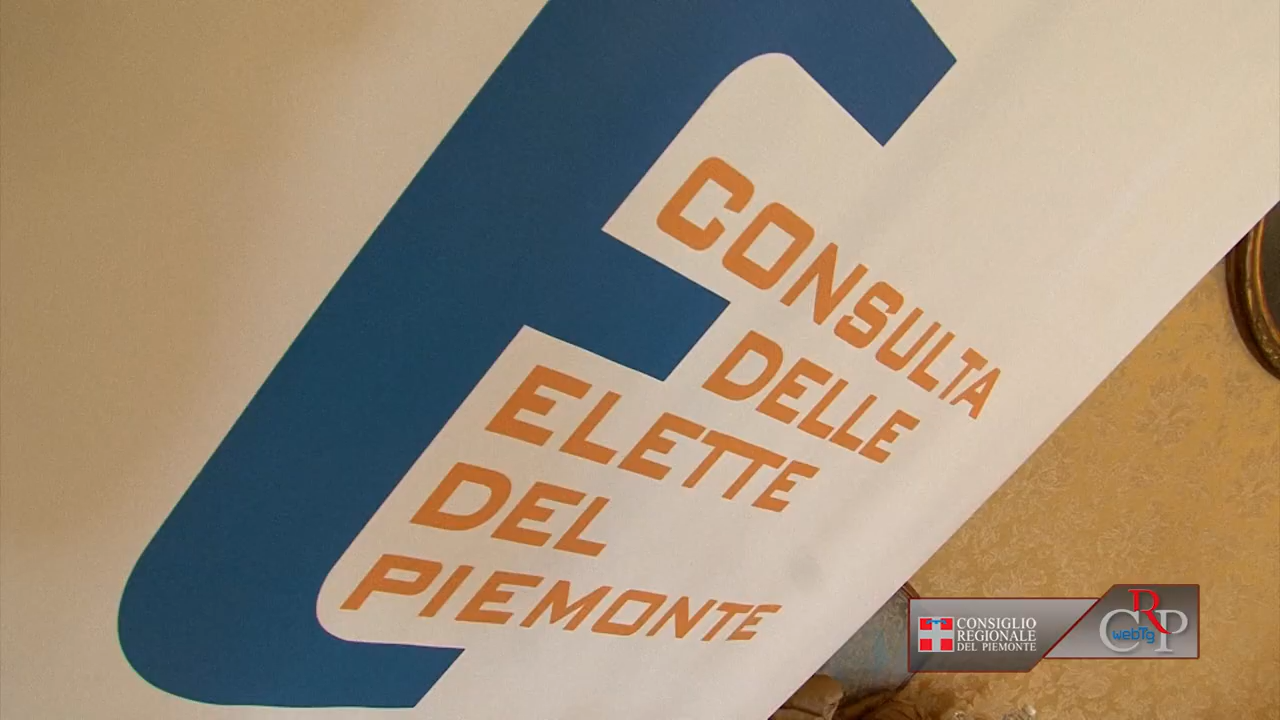 CONSULTA
DELLE
ELETTE
DEL
PIEMONTE
CONSIGLIO
REGIONALE
DEL PIEMONTE
CRP
webTg